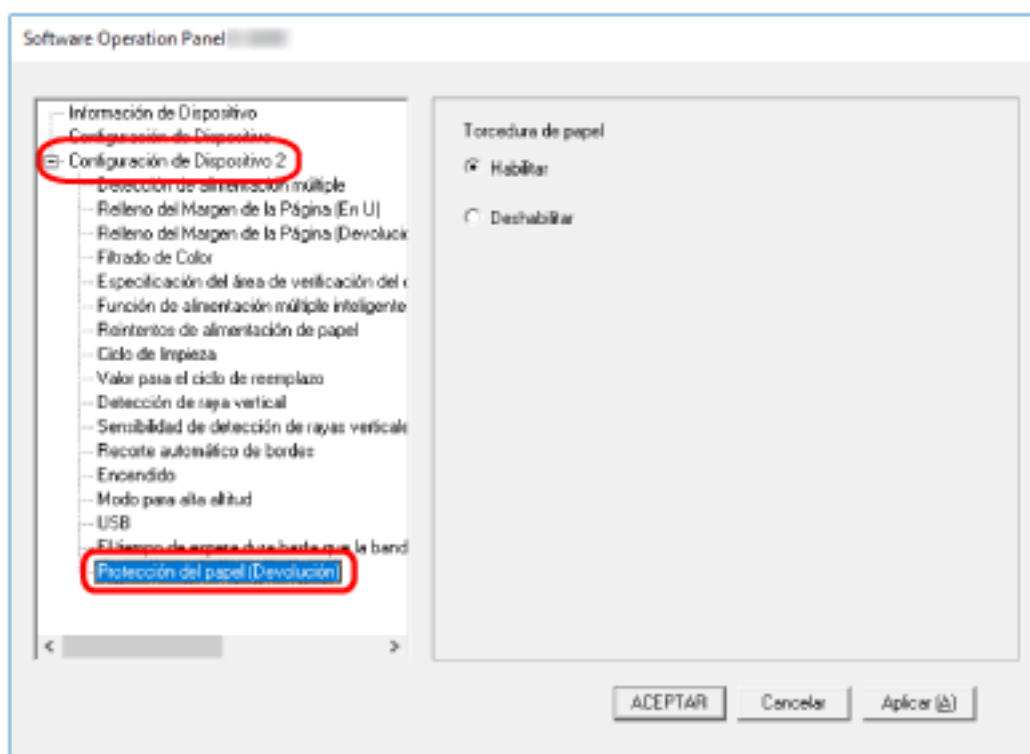 Software Operation Panel
Información de Dispositivo
Configuración de Dispositivo
Configuración de Dispositivo 2
Detección de alimentación múltiple
Relleno del Margen de la Página (En U)
Relleno del Margen de la Página (Devolució
Filtrado de Color
Especificación del área de verificación del
Función de alimentación múltiple inteligente
Reintentos de alimentación de papel
Ciclo de limpieza
Valor para el ciclo de reemplazo
Detección de raya vertical
Sensibilidad de detección de rayas verticale
Recorte automático de bordes
Encendido
Modo para alta altitud
USB
El tiempo de espera dura hasta que la band
Protección del papel (Devolución)
Torcedura de papel
Habilitar
Deshabilitar
ACEPTAR
Cancelar
Aplicar (A)